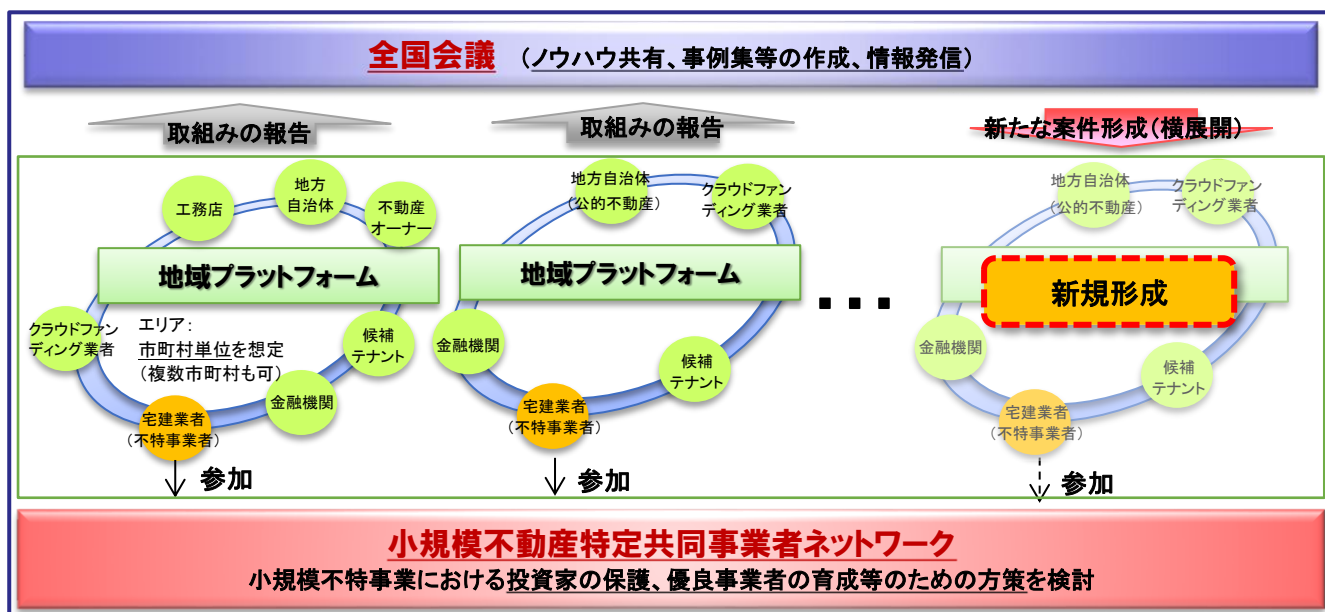 全国会議 (ノウハウ共有、事例集等の作成、情報発信)
取組みの報告
取組みの報告
新たな案件形成(横展開)
工務店
地方
自治体
不動産
オーナー
地域プラットフォーム
クラウドファン
ディング業者
エリア:
市町村単位を想定
(複数市町村も可)
候補
テナント
金融機関
宅建業者
(不特事業者)
参加
地方自治体
(公的不動産)
クラウドファン
ディング業者
地域プラットフォーム
金融機関
候補
テナント
宅建業者
(不特事業者)
参加
・・・
地方自治体
(公的不動産)
クラウドファン
ディング業者
新規形成
金融機関
候補
テナント
宅建業者
(不特事業者)
参加
小規模不動産特定共同事業者ネットワーク
小規模不特事業における投資家の保護、優良事業者の育成等のための方策を検討